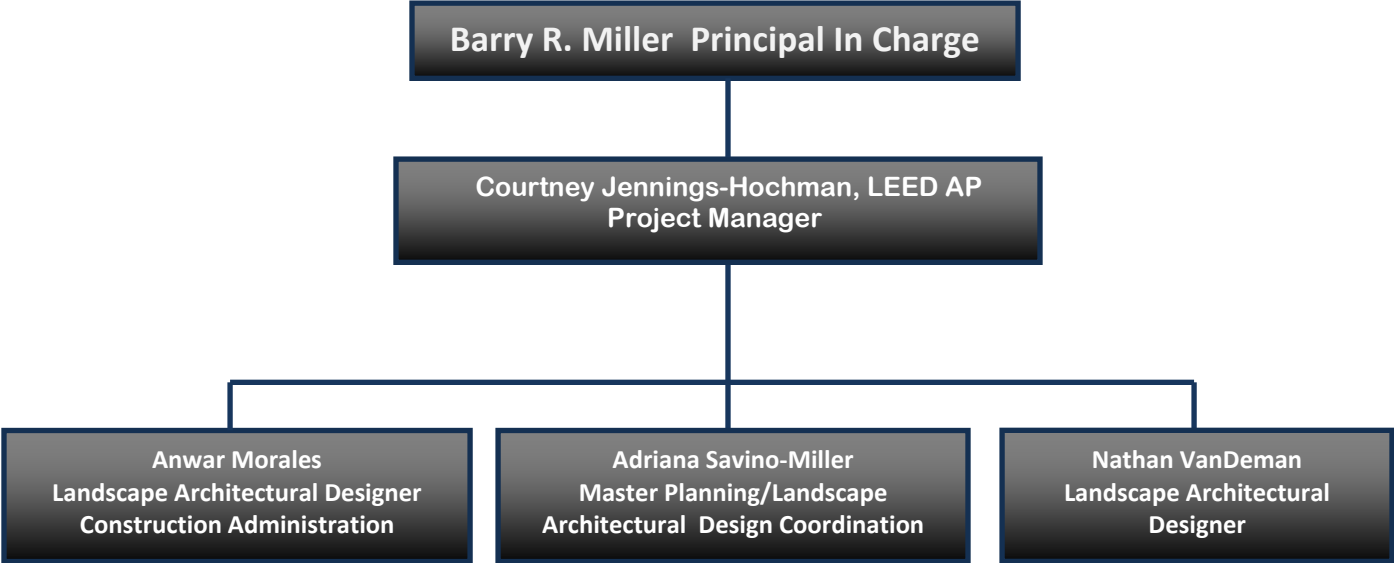 Barry R. Miller  Principal In Charge
Courtney Jennings-Hochman, LEED AP
Project Manager
Anwar Morales
Landscape Architectural Designer
Construction Administration
Adriana Savino-Miller
Master Planning/Landscape
Architectural  Design Coordination
Nathan VanDeman
Landscape Architectural
Designer